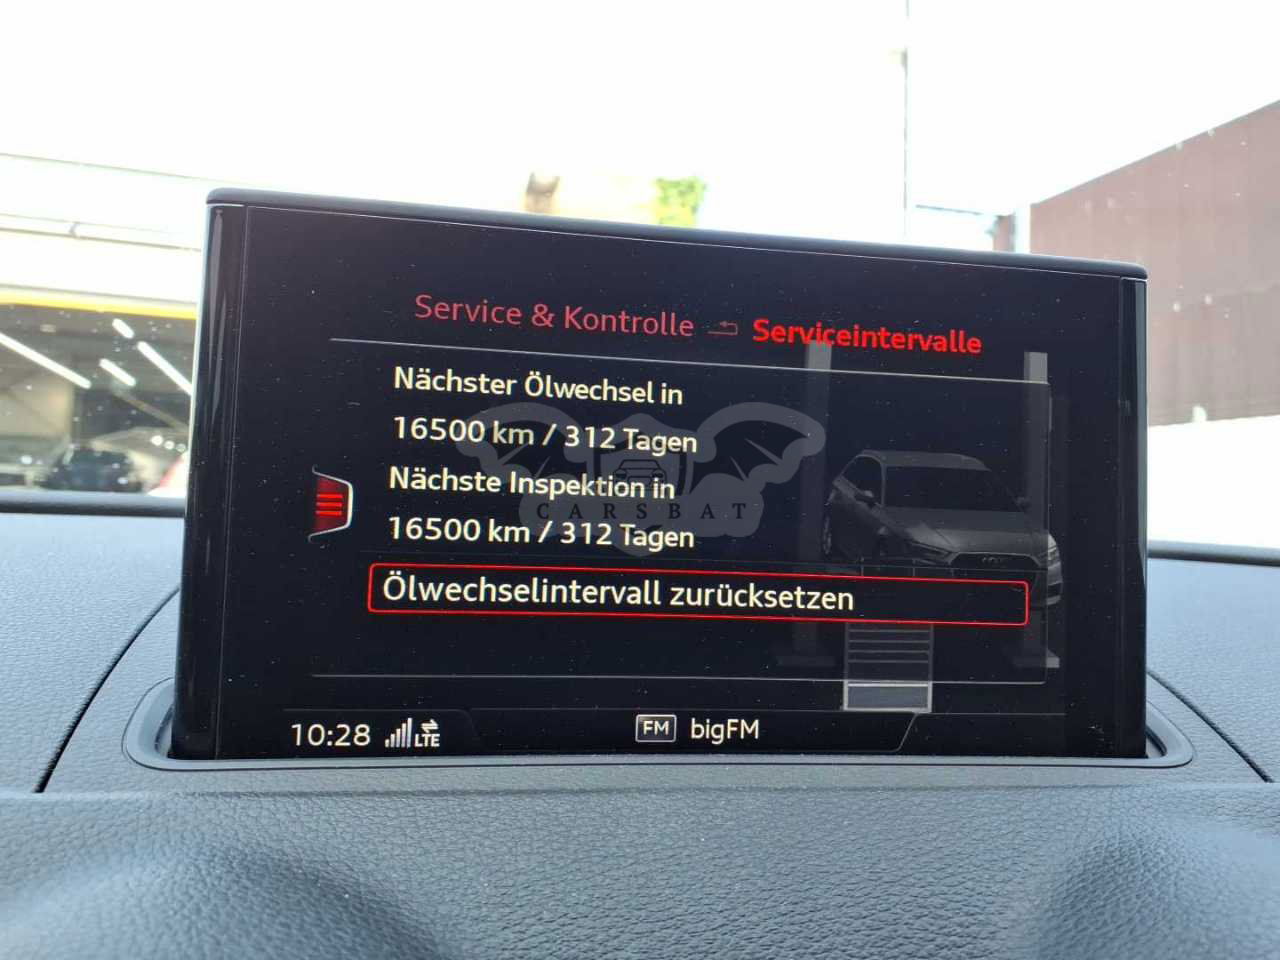 Service & Kontrolle Serviceintervalle
Nächster Ölwechsel in
16500 km / 312 Tagen
Nächste Inspektion in
CARSBAT
16500 km / 312 Tagen
Ölwechselintervall zurücksetzen
10:28 LTE FM bigFM